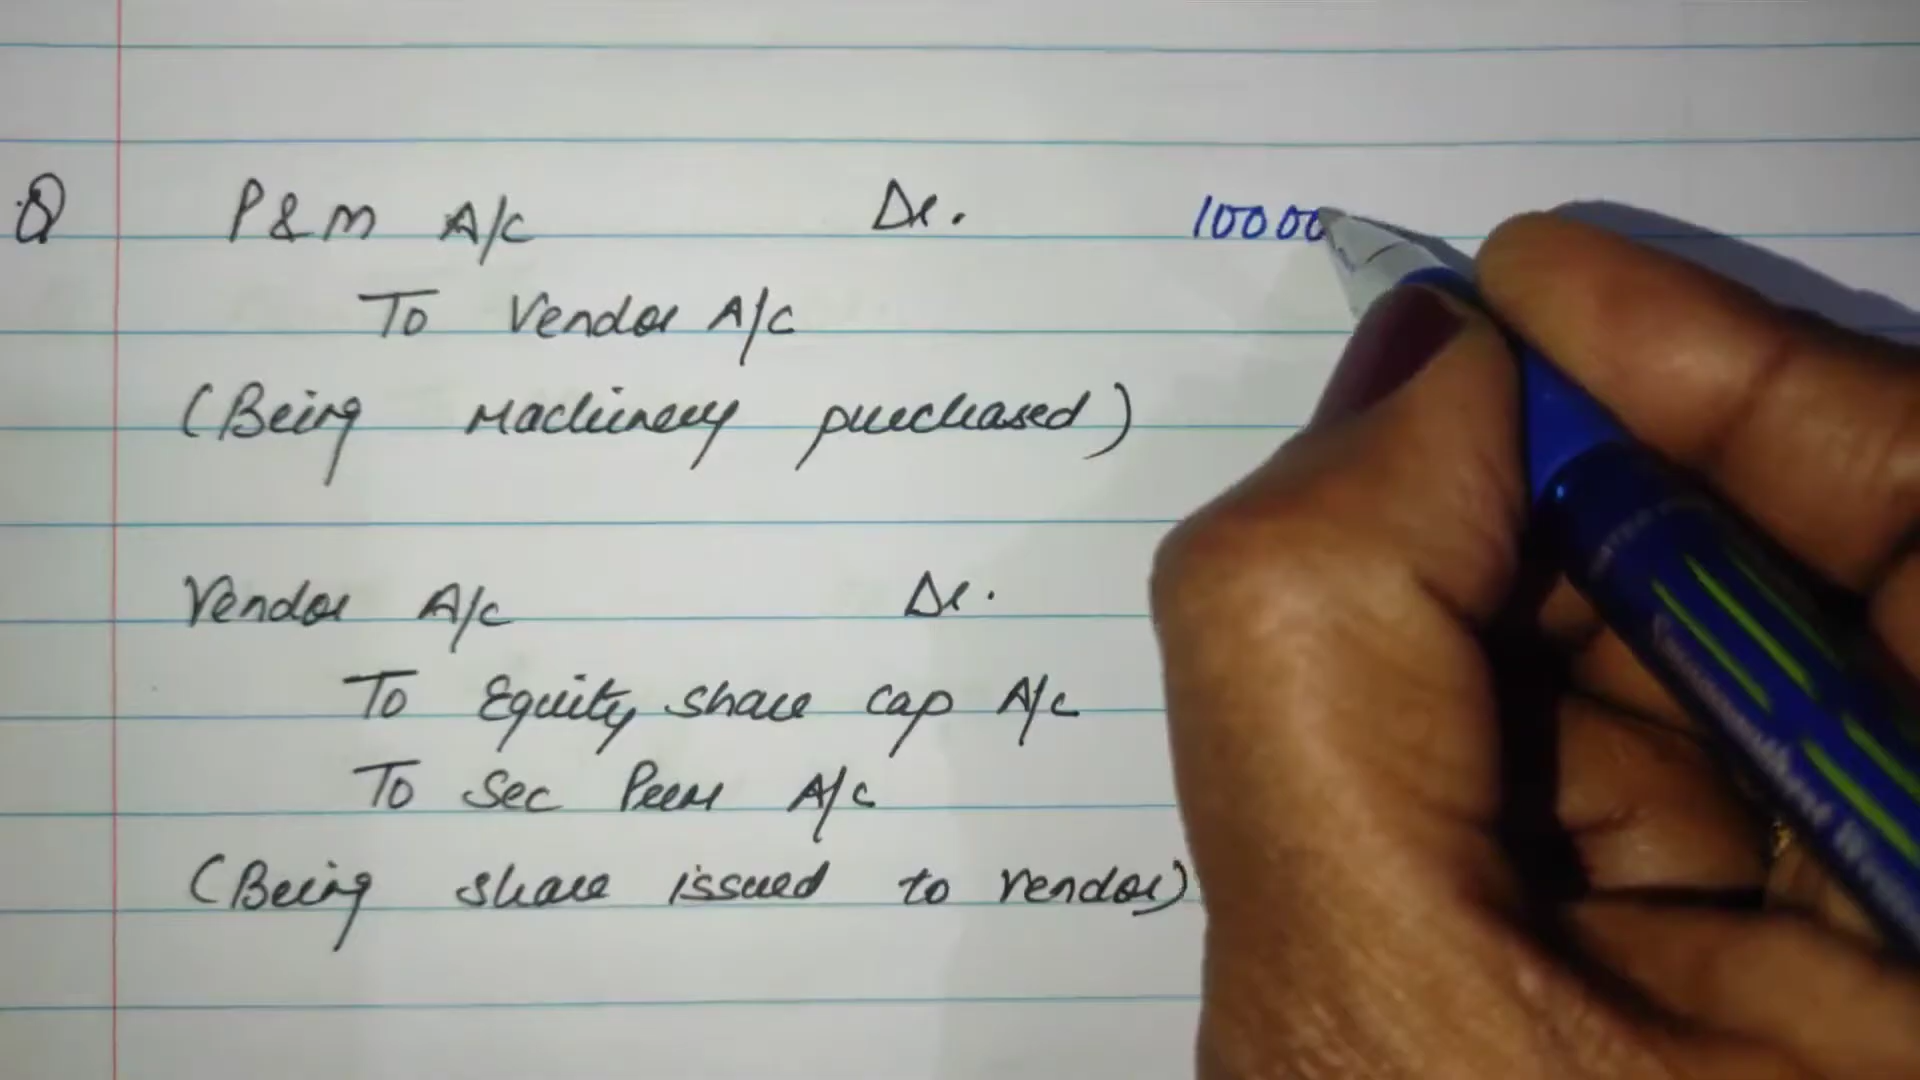 Q P&M A/C Dr. 10000
To Vendor A/C
(Being Machinery purchased)
Vendor A/C Dr.
To Equity share cap A/C
To Sec Prem A/C
(Being share issued to vendor)